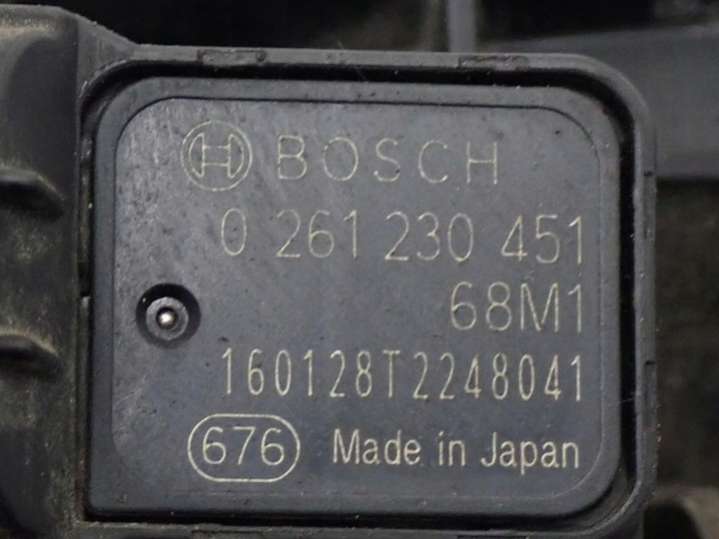 BOSCH
0 261 230 451
68M1
160128T2248041
676 Made in Japan